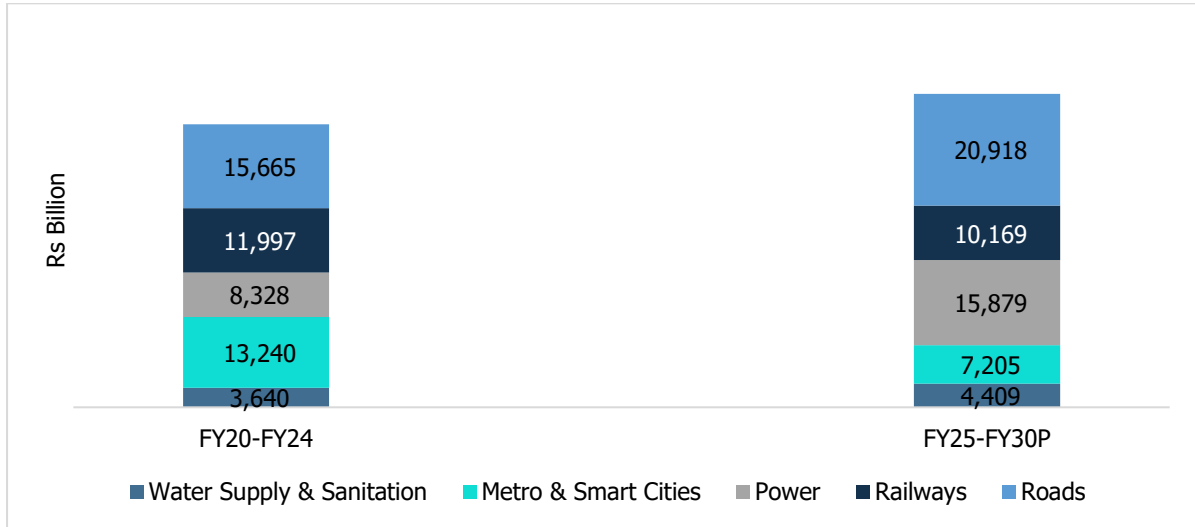 15,665
11,997
8,328
13,240
3,640
20,918
10,169
15,879
7,205
4,409
Rs Billion
FY20-FY24
FY25-FY30P
Water Supply & Sanitation
Metro & Smart Cities
Power
Railways
Roads